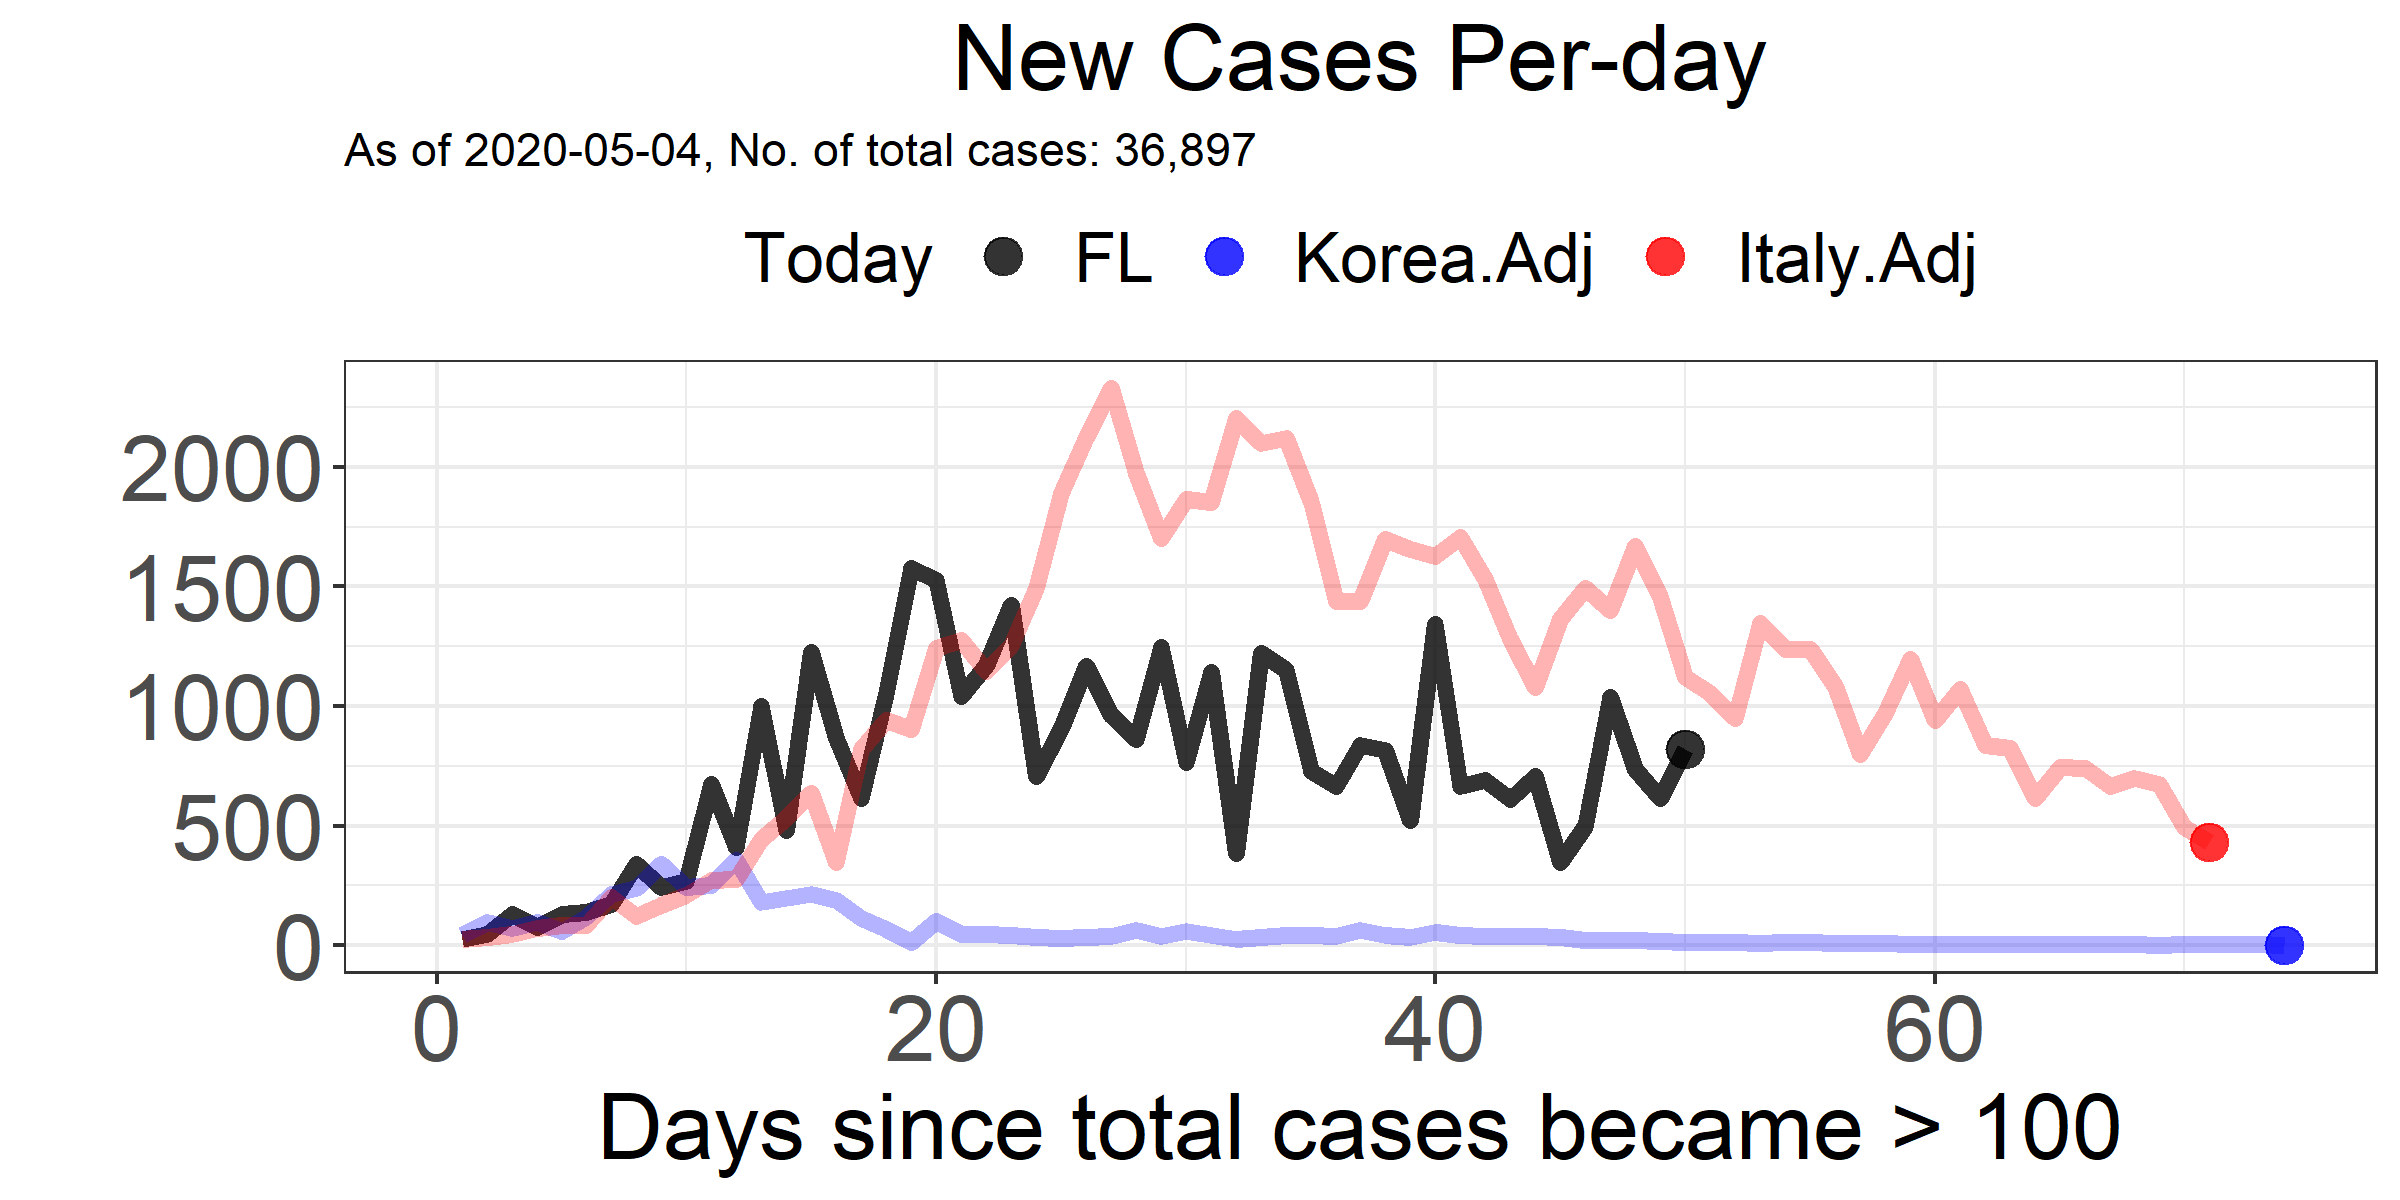 New Cases Per-day
As of 2020-05-04, No. of total cases: 36,897
Today FL Korea.Adj Italy.Adj
2000
1500
1000
500
0
0 20 40 60
Days since total cases became > 100